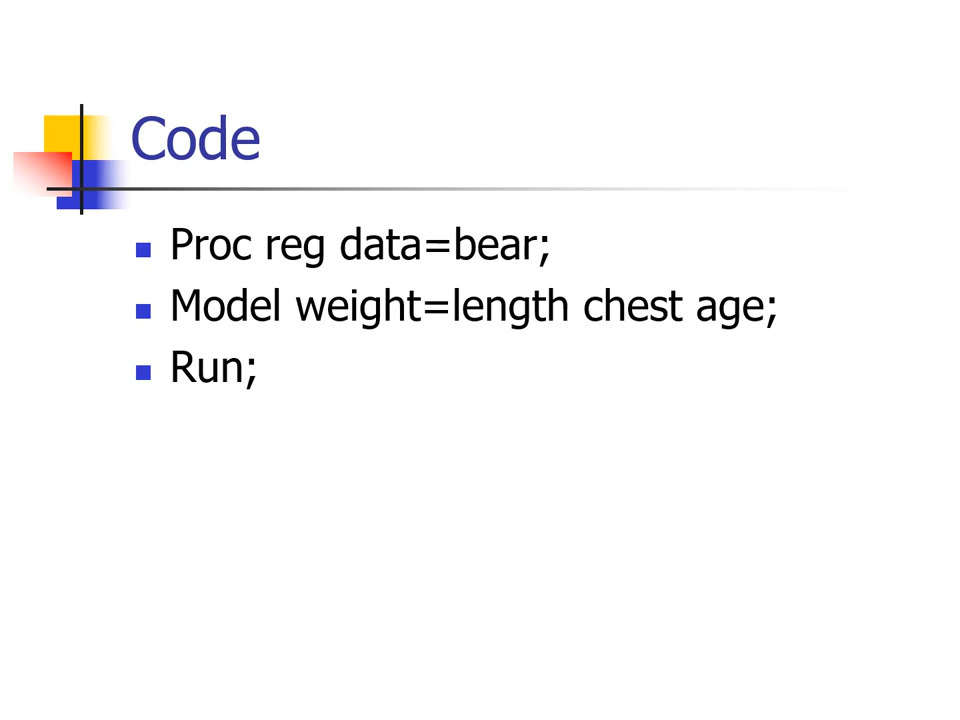 Code
Proc reg data=bear;
Model weight=length chest age;
Run;